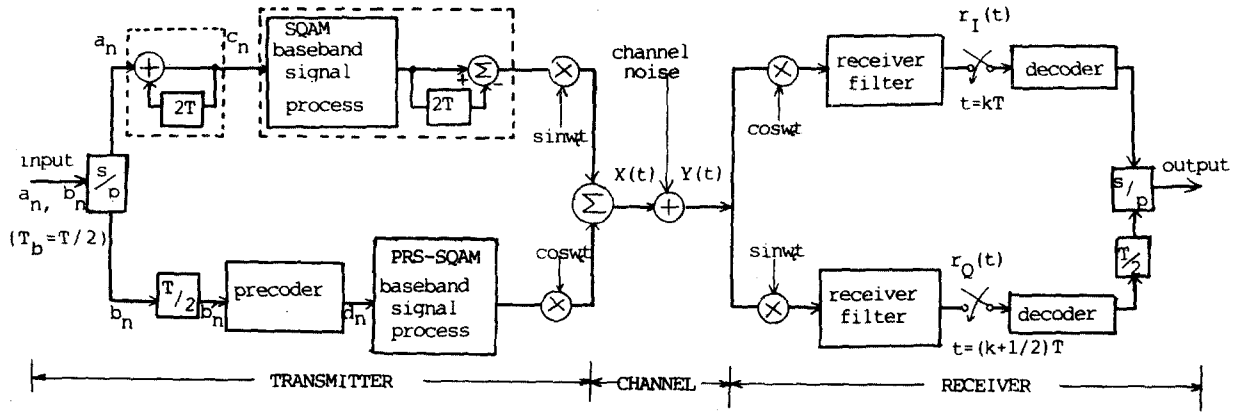 a_n
+
2T
c_n
SQAM
baseband
signal
process
2T
+
Σ
-
×
sinwt
input
a_n, b_n
(T_b=T/2)
s/p
b_n
T/2
b_n
precoder
d_n
PRS-SQAM
baseband
signal
process
×
coswt
Σ
X(t)
channel
noise
+
Y(t)
×
coswt
receiver
filter
r_I(t)
t=kT
decoder
×
sinwt
receiver
filter
r_Q(t)
t=(k+1/2)T
decoder
T/2
s/p
output
TRANSMITTER
CHANNEL
RECEIVER